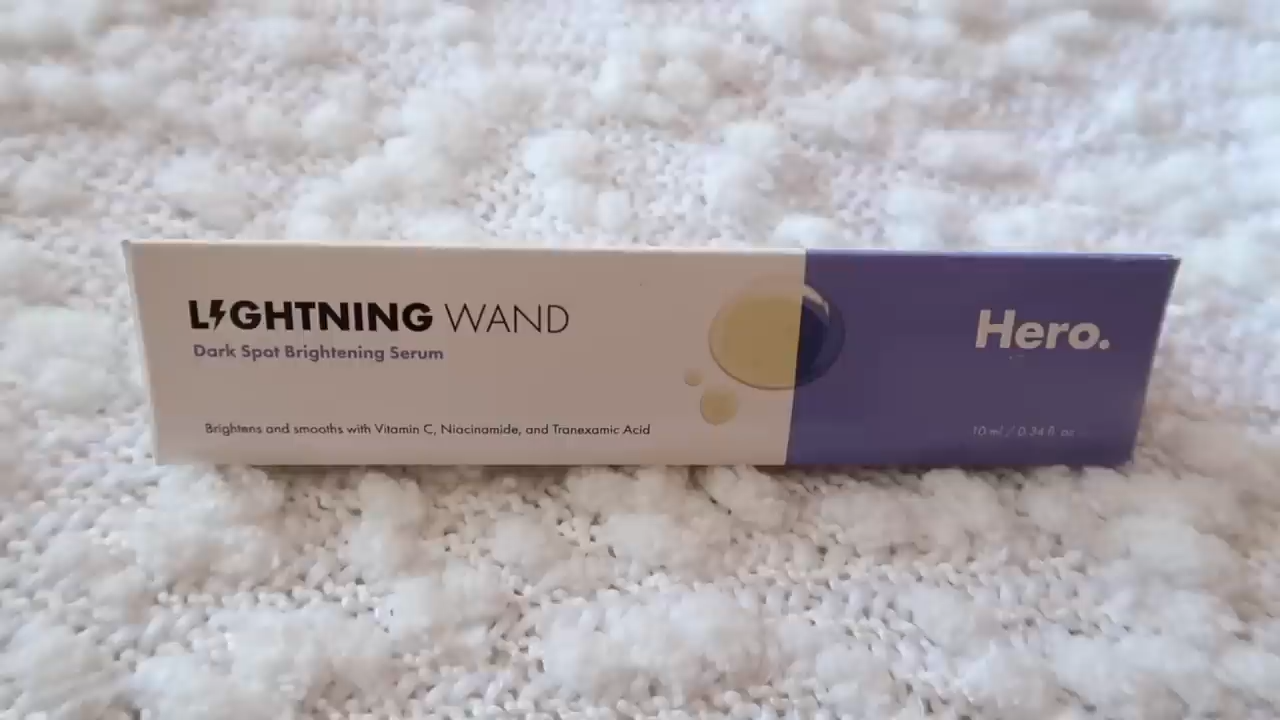 LIGHTNING WAND
Dark Spot Brightening Serum
Brightens and smooths with Vitamin C, Niacinamide, and Tranexamic Acid
Hero.
10 ml / 0.34 fl oz